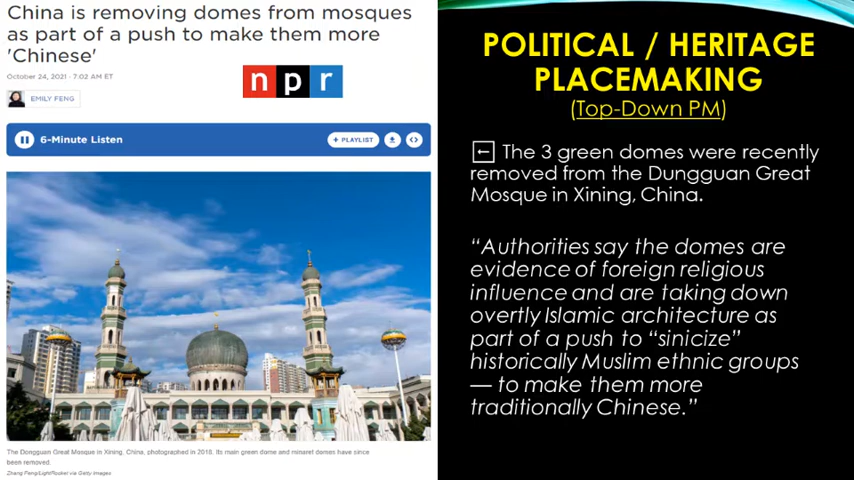 China is removing domes from mosques
as part of a push to make them more
'Chinese'
October 24, 2021 · 7:02 AM ET
npr
EMILY FENG
6-Minute Listen
+ PLAYLIST
The Dongguan Great Mosque in Xining, China, photographed in 2018. Its main green dome and minaret domes have since
been removed.
Zhang Peng/LightRocket via Getty Images
POLITICAL / HERITAGE
PLACEMAKING
(Top-Down PM)
← The 3 green domes were recently
removed from the Dungguan Great
Mosque in Xining, China.
“Authorities say the domes are
evidence of foreign religious
influence and are taking down
overtly Islamic architecture as
part of a push to “sinicize”
historically Muslim ethnic groups
— to make them more
traditionally Chinese.”